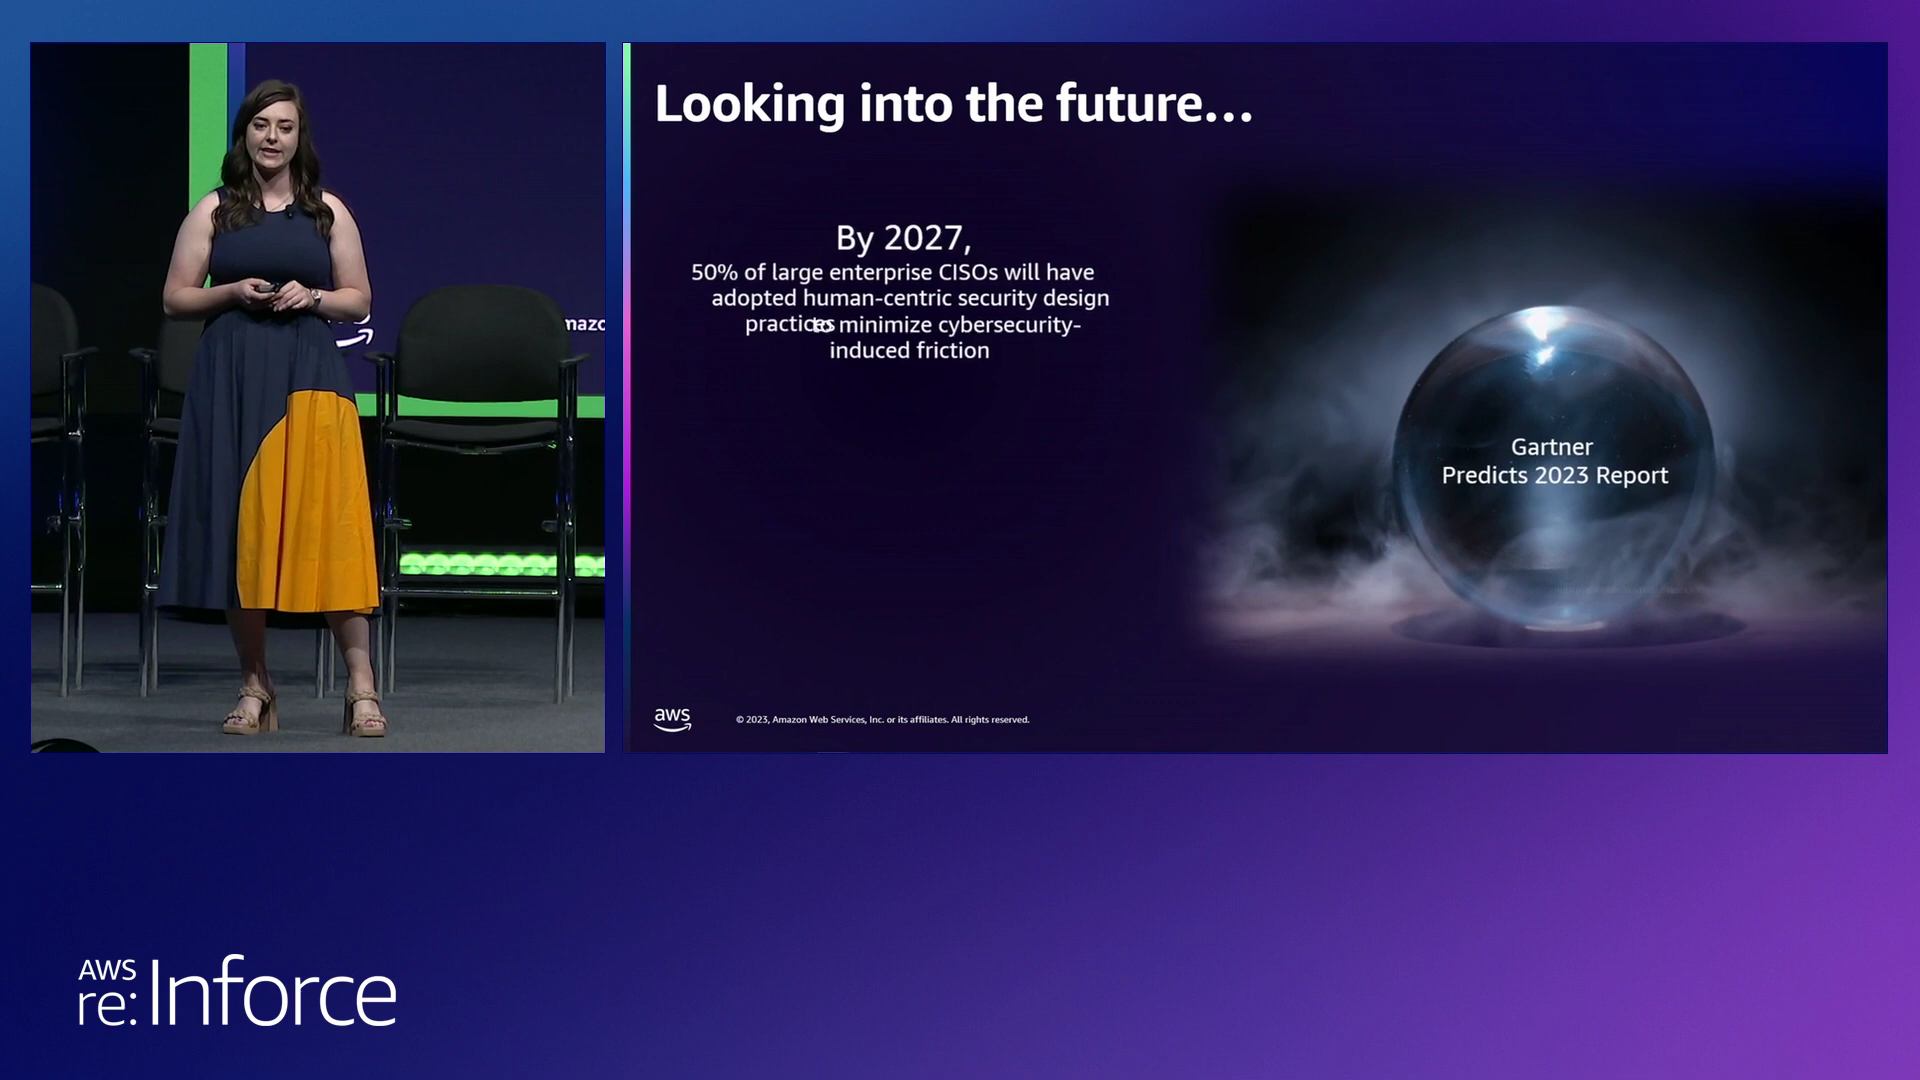 Looking into the future...
By 2027,
50% of large enterprise CISOs will have
adopted human-centric security design
practices to minimize cybersecurity-
induced friction
Gartner
Predicts 2023 Report
aws
© 2023, Amazon Web Services, Inc. or its affiliates. All rights reserved.
AWS
re:Inforce